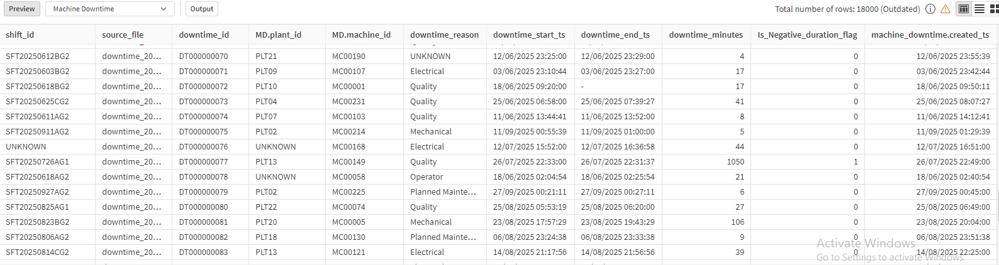 Preview Machine Downtime Output Total number of rows: 18000 (Outdated)
shift_id source_file downtime_id MD.plant_id MD.machine_id downtime_reason downtime_start_ts downtime_end_ts downtime_minutes Is_Negative_duration_flag machine_downtime.created_ts
SFT20250612BG2 downtime_20... DT000000070 PLT21 MC00190 UNKNOWN 12/06/2025 23:25:00 12/06/2025 23:29:00 4 0 12/06/2025 23:55:39
SFT20250603BG2 downtime_20... DT000000071 PLT09 MC00107 Electrical 03/06/2025 23:10:44 03/06/2025 23:27:00 17 0 03/06/2025 23:42:44
SFT20250618BG2 downtime_20... DT000000072 PLT10 MC00001 Quality 18/06/2025 09:20:00 - 17 0 18/06/2025 09:50:11
SFT20250625CG2 downtime_20... DT000000073 PLT04 MC00231 Quality 25/06/2025 06:58:00 25/06/2025 07:39:27 41 0 25/06/2025 08:07:27
SFT20250611AG2 downtime_20... DT000000074 PLT07 MC00103 Quality 11/06/2025 13:44:41 11/06/2025 13:52:00 8 0 11/06/2025 14:12:41
SFT20250911AG2 downtime_20... DT000000075 PLT02 MC00214 Mechanical 11/09/2025 00:55:39 11/09/2025 01:00:00 5 0 11/09/2025 01:29:39
UNKNOWN downtime_20... DT000000076 UNKNOWN MC00168 Electrical 12/07/2025 15:52:00 12/07/2025 16:36:58 44 0 12/07/2025 16:51:00
SFT20250726AG1 downtime_20... DT000000077 PLT13 MC00149 Quality 26/07/2025 22:33:00 26/07/2025 22:31:37 1050 1 26/07/2025 22:49:00
SFT20250618AG2 downtime_20... DT000000078 UNKNOWN MC00058 Operator 18/06/2025 02:04:54 18/06/2025 02:25:54 21 0 18/06/2025 02:40:54
SFT20250927AG2 downtime_20... DT000000079 PLT02 MC00225 Planned Mainte... 27/09/2025 00:21:11 27/09/2025 00:27:11 6 0 27/09/2025 00:45:00
SFT20250825AG1 downtime_20... DT000000080 PLT22 MC00074 Quality 25/08/2025 05:53:19 25/08/2025 06:20:00 27 0 25/08/2025 06:49:00
SFT20250823BG2 downtime_20... DT000000081 PLT20 MC00005 Mechanical 23/08/2025 17:57:29 23/08/2025 19:43:29 106 0 23/08/2025 20:04:00
SFT20250806AG2 downtime_20... DT000000082 PLT18 MC00130 Planned Mainte... 06/08/2025 23:24:38 06/08/2025 23:33:38 9 0 06/08/2025 23:51:38
Activate Windows
SFT20250814CG2 downtime_20... DT000000083 PLT13 MC00121 Electrical 14/08/2025 21:17:56 14/08/2025 21:56:56 39 0 14/08/2025 22:25:00
Go to Settings to activate Windows.